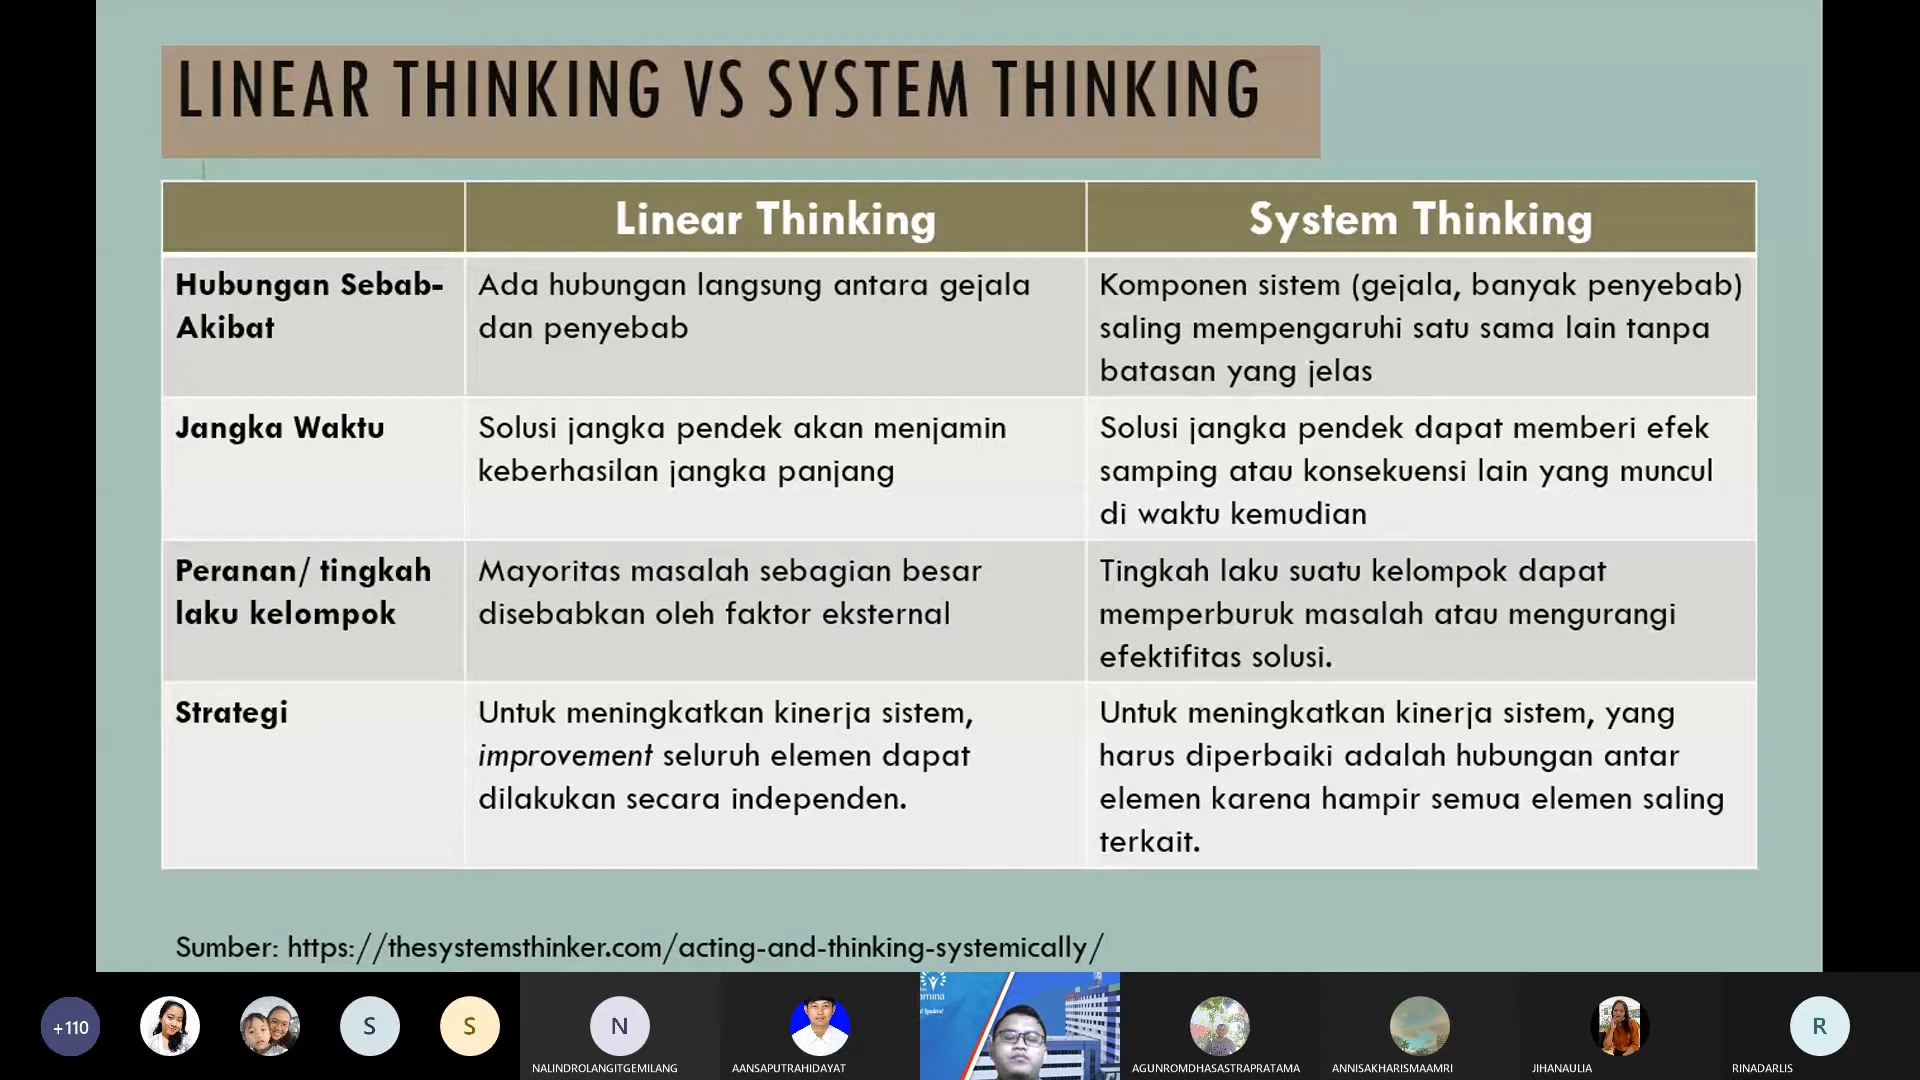 LINEAR THINKING VS SYSTEM THINKING
Linear Thinking
System Thinking
Hubungan Sebab-
Akibat
Ada hubungan langsung antara gejala
dan penyebab
Komponen sistem (gejala, banyak penyebab)
saling mempengaruhi satu sama lain tanpa
batasan yang jelas
Jangka Waktu
Solusi jangka pendek akan menjamin
keberhasilan jangka panjang
Solusi jangka pendek dapat memberi efek
samping atau konsekuensi lain yang muncul
di waktu kemudian
Peranan/ tingkah
laku kelompok
Mayoritas masalah sebagian besar
disebabkan oleh faktor eksternal
Tingkah laku suatu kelompok dapat
memperburuk masalah atau mengurangi
efektifitas solusi.
Strategi
Untuk meningkatkan kinerja sistem,
improvement seluruh elemen dapat
dilakukan secara independen.
Untuk meningkatkan kinerja sistem, yang
harus diperbaiki adalah hubungan antar
elemen karena hampir semua elemen saling
terkait.
Sumber: https://thesystemsthinker.com/acting-and-thinking-systemically/
+110
S
S
N
R
NALINDROLANGITGEMILANG
AANSAPUTRAHIDAYAT
AGUNROMDHASASTRAPRATAMA
ANNISAKHARISMAAMRI
JIHANAULIA
RINADARLIS